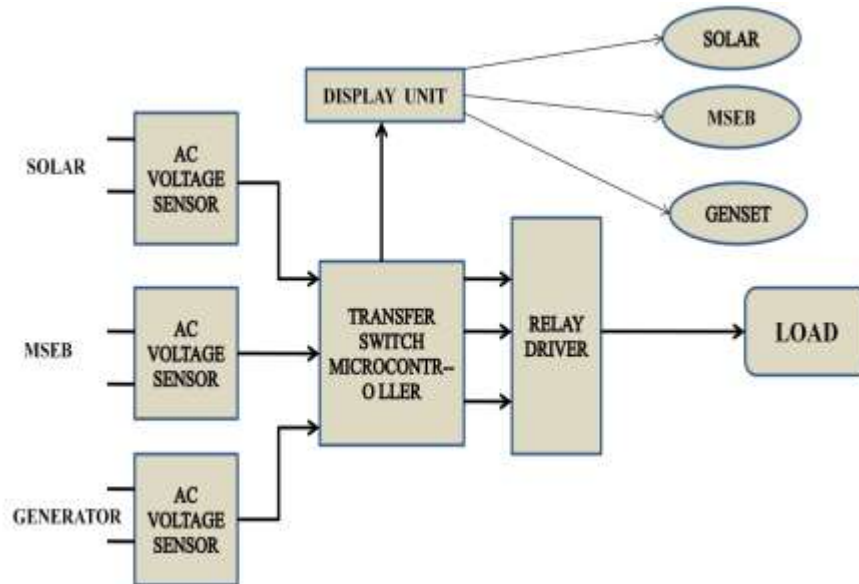 SOLAR
DISPLAY UNIT
MSEB
GENSET
SOLAR
AC
VOLTAGE
SENSOR
MSEB
AC
VOLTAGE
SENSOR
TRANSFER
SWITCH
MICROCONTR--
O LLER
RELAY
DRIVER
LOAD
GENERATOR
AC
VOLTAGE
SENSOR